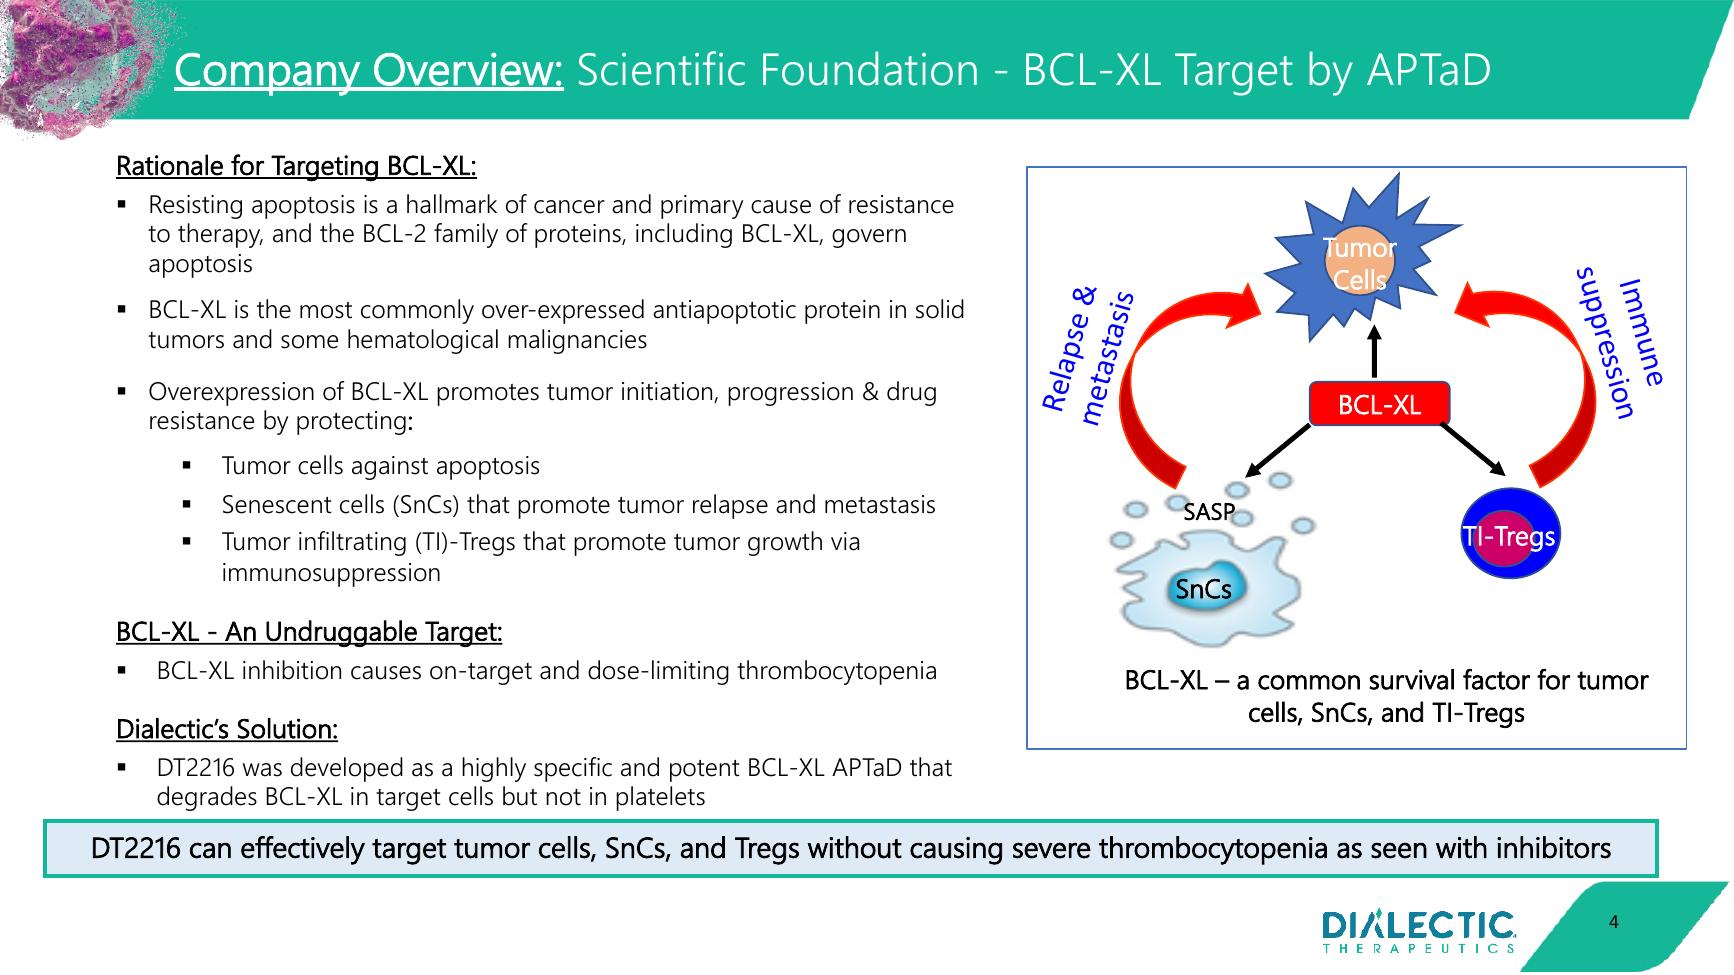 Company Overview: Scientific Foundation - BCL-XL Target by APTaD
Rationale for Targeting BCL-XL:
▪ Resisting apoptosis is a hallmark of cancer and primary cause of resistance
to therapy, and the BCL-2 family of proteins, including BCL-XL, govern
apoptosis
▪ BCL-XL is the most commonly over-expressed antiapoptotic protein in solid
tumors and some hematological malignancies
▪ Overexpression of BCL-XL promotes tumor initiation, progression & drug
resistance by protecting:
▪ Tumor cells against apoptosis
▪ Senescent cells (SnCs) that promote tumor relapse and metastasis
▪ Tumor infiltrating (TI)-Tregs that promote tumor growth via
immunosuppression
BCL-XL - An Undruggable Target:
▪ BCL-XL inhibition causes on-target and dose-limiting thrombocytopenia
Dialectic’s Solution:
▪ DT2216 was developed as a highly specific and potent BCL-XL APTaD that
degrades BCL-XL in target cells but not in platelets
Tumor
Cells
Relapse &
metastasis
Immune
suppression
BCL-XL
SASP
SnCs
TI-Tregs
BCL-XL – a common survival factor for tumor
cells, SnCs, and TI-Tregs
DT2216 can effectively target tumor cells, SnCs, and Tregs without causing severe thrombocytopenia as seen with inhibitors
DIALECTIC
THERAPEUTICS
4